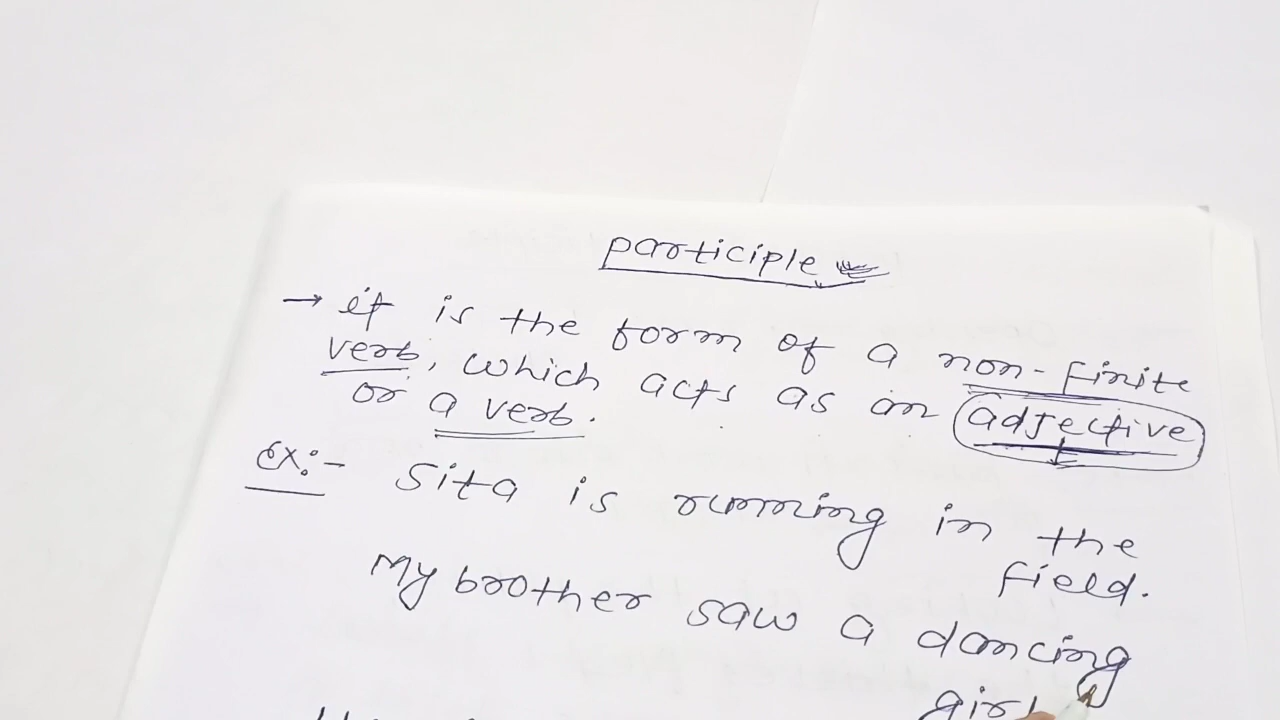 participle
→ it is the form of a non-finite
verb, which acts as an adjective
or a verb.
Ex:- Sita is running in the
field.
My brother saw a dancing
girl